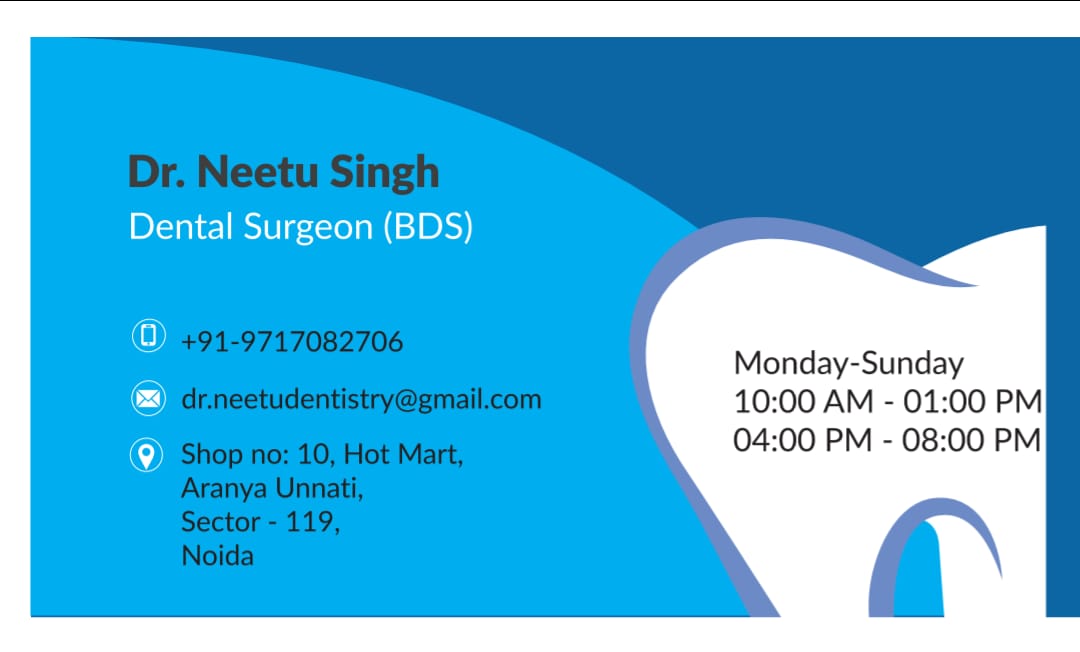 Dr. Neetu Singh
Dental Surgeon (BDS)
+91-9717082706
dr.neetudentistry@gmail.com
Shop no: 10, Hot Mart,
Aranya Unnati,
Sector - 119,
Noida
Monday-Sunday
10:00 AM - 01:00 PM
04:00 PM - 08:00 PM